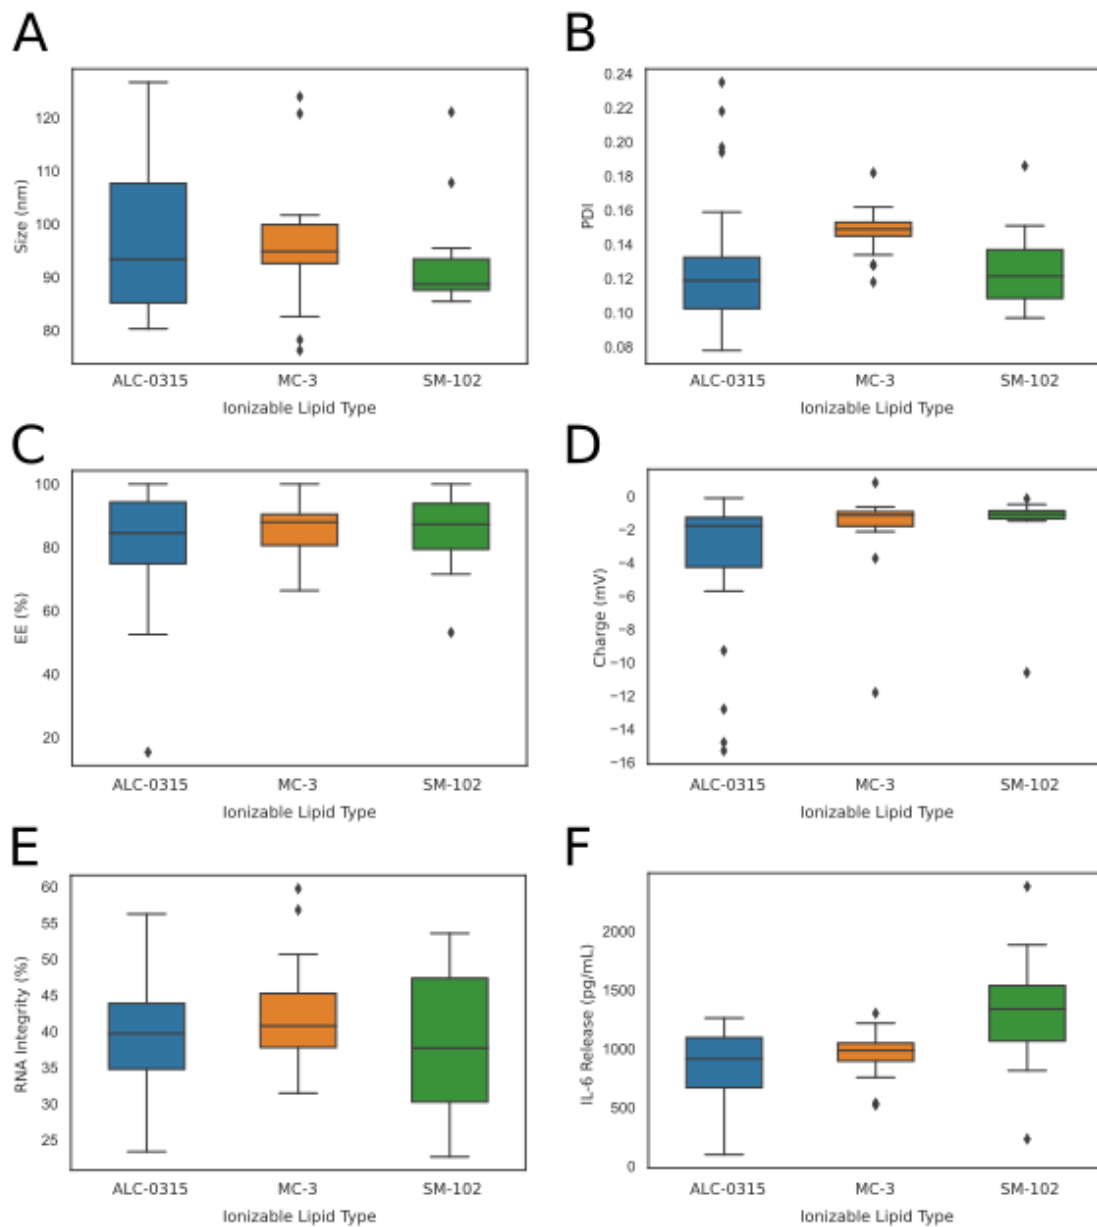 A
Size (nm)
120
110
100
90
80
ALC-0315 MC-3 SM-102
Ionizable Lipid Type
B
PDI
0.24
0.22
0.20
0.18
0.16
0.14
0.12
0.10
0.08
ALC-0315 MC-3 SM-102
Ionizable Lipid Type
C
EE (%)
100
80
60
40
20
ALC-0315 MC-3 SM-102
Ionizable Lipid Type
D
Charge (mV)
0
−2
−4
−6
−8
−10
−12
−14
−16
ALC-0315 MC-3 SM-102
Ionizable Lipid Type
E
RNA Integrity (%)
60
55
50
45
40
35
30
25
ALC-0315 MC-3 SM-102
Ionizable Lipid Type
F
IL-6 Release (pg/mL)
2000
1500
1000
500
0
ALC-0315 MC-3 SM-102
Ionizable Lipid Type